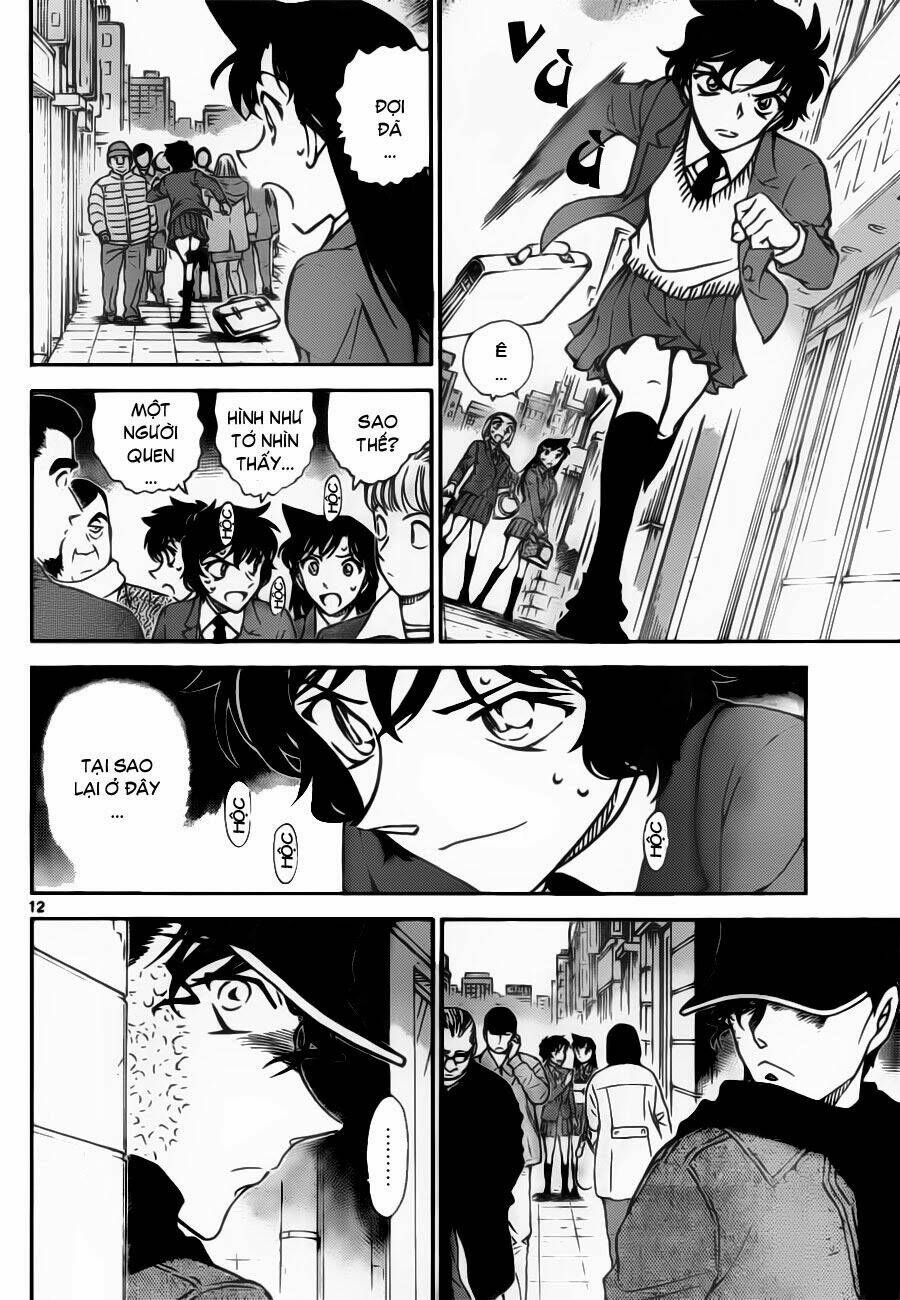 VÀ
À
Ê
...
ĐỢI
ĐÃ
...
SAO
THẾ?
HÌNH NHƯ
TỚ NHÌN
THẤY...
MỘT
NGƯỜI
QUEN
...
HỘC
HỘC
HỘC
TẠI SAO
LẠI Ở ĐÂY
...
HỘC
HỘC
HỘC
12
.........